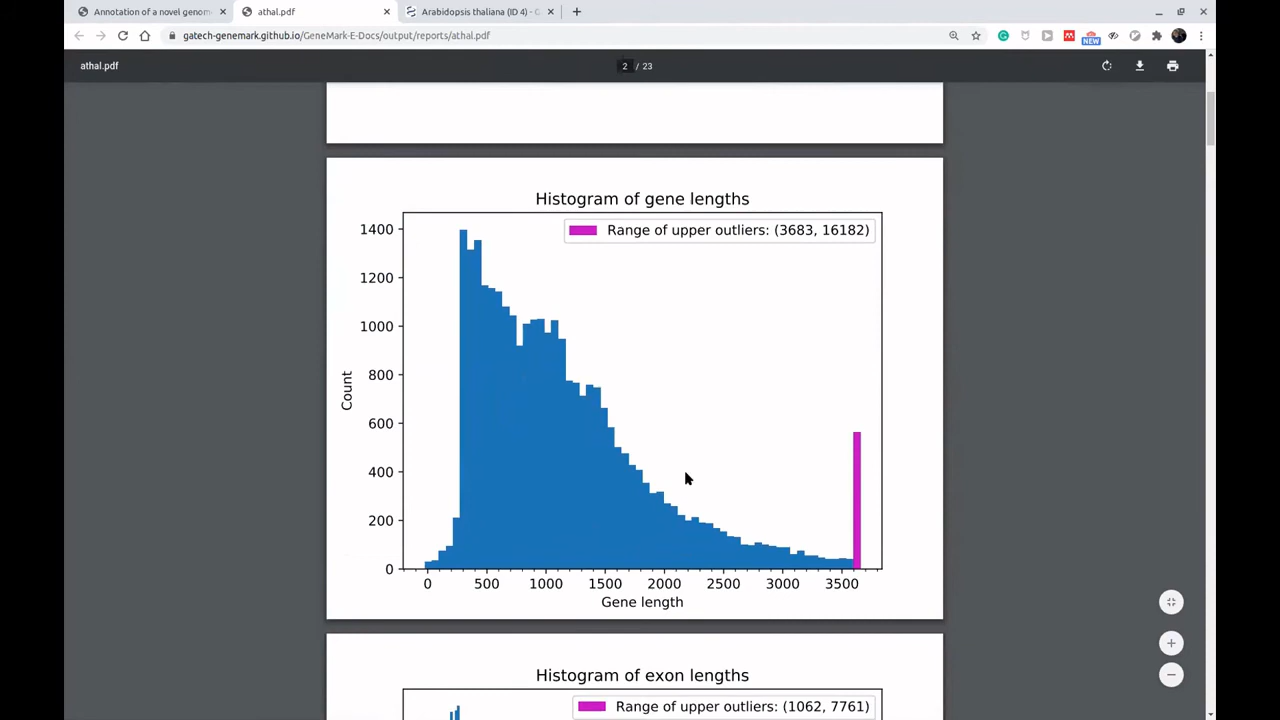 Annotation of a novel genom
athal.pdf
Arabidopsis thaliana (ID 4) - G
gatech-genemark.github.io/GeneMark-E-Docs/output/reports/athal.pdf
NEW
athal.pdf
2 / 23
Histogram of gene lengths
Range of upper outliers: (3683, 16182)
1400
1200
1000
800
600
400
200
0
Count
0 500 1000 1500 2000 2500 3000 3500
Gene length
Histogram of exon lengths
Range of upper outliers: (1062, 7761)